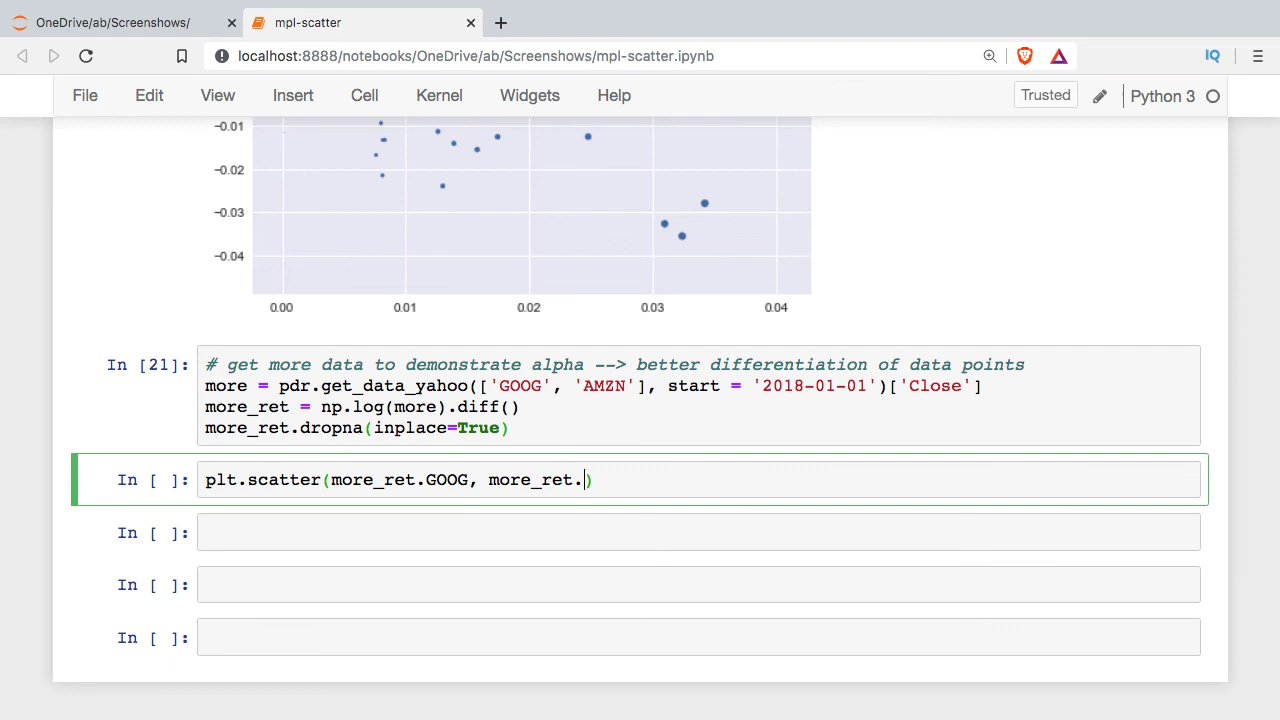 OneDrive/ab/Screenshows/
mpl-scatter
localhost:8888/notebooks/OneDrive/ab/Screenshows/mpl-scatter.ipynb
IQ
File Edit View Insert Cell Kernel Widgets Help
Trusted
Python 3
−0.01
−0.02
−0.03
−0.04
0.00 0.01 0.02 0.03 0.04
In [21]:
# get more data to demonstrate alpha --> better differentiation of data points
more = pdr.get_data_yahoo(['GOOG', 'AMZN'], start = '2018-01-01')['Close']
more_ret = np.log(more).diff()
more_ret.dropna(inplace=True)
In [ ]: plt.scatter(more_ret.GOOG, more_ret.)
In [ ]:
In [ ]:
In [ ]: